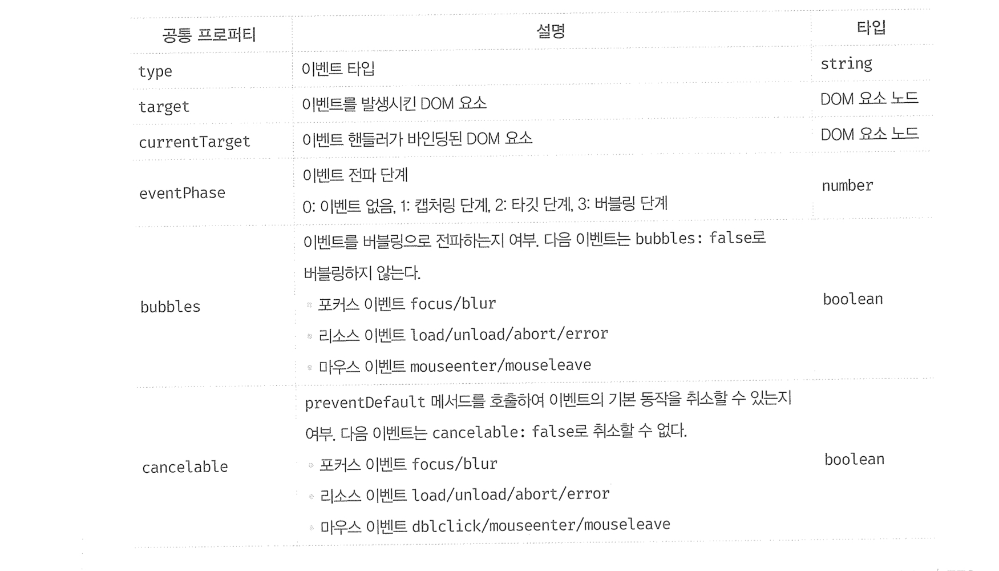 공통 프로퍼티 설명 타입
type 이벤트 타입 string
target 이벤트를 발생시킨 DOM 요소 DOM 요소 노드
currentTarget 이벤트 핸들러가 바인딩된 DOM 요소 DOM 요소 노드
eventPhase 이벤트 전파 단계
0: 이벤트 없음, 1: 캡처링 단계, 2: 타깃 단계, 3: 버블링 단계 number
이벤트를 버블링으로 전파하는지 여부. 다음 이벤트는 bubbles: false로
버블링하지 않는다.
bubbles 포커스 이벤트 focus/blur boolean
리소스 이벤트 load/unload/abort/error
마우스 이벤트 mouseenter/mouseleave
preventDefault 메서드를 호출하여 이벤트의 기본 동작을 취소할 수 있는지
여부. 다음 이벤트는 cancelable: false로 취소할 수 없다.
cancelable 포커스 이벤트 focus/blur boolean
리소스 이벤트 load/unload/abort/error
마우스 이벤트 dblclick/mouseenter/mouseleave